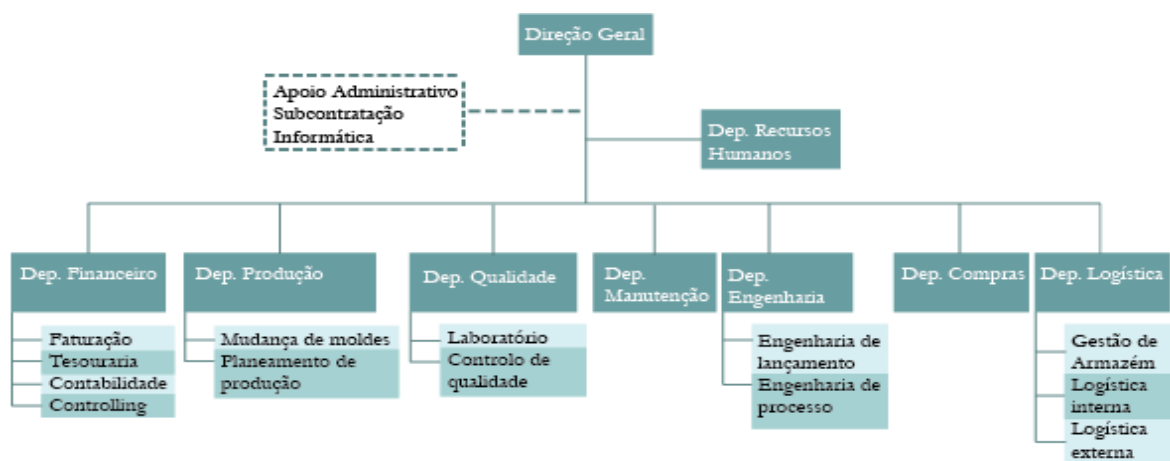 Direção Geral
Apoio Administrativo
Subcontratação
Informática
Dep. Recursos
Humanos
Dep. Financeiro
Faturação
Tesouraria
Contabilidade
Controlling
Dep. Produção
Mudança de moldes
Planeamento de
produção
Dep. Qualidade
Laboratório
Controlo de
qualidade
Dep.
Manutenção
Dep.
Engenharia
Engenharia de
lançamento
Engenharia de
processo
Dep. Compras
Dep. Logística
Gestão de
Armazém
Logística
interna
Logística
externa